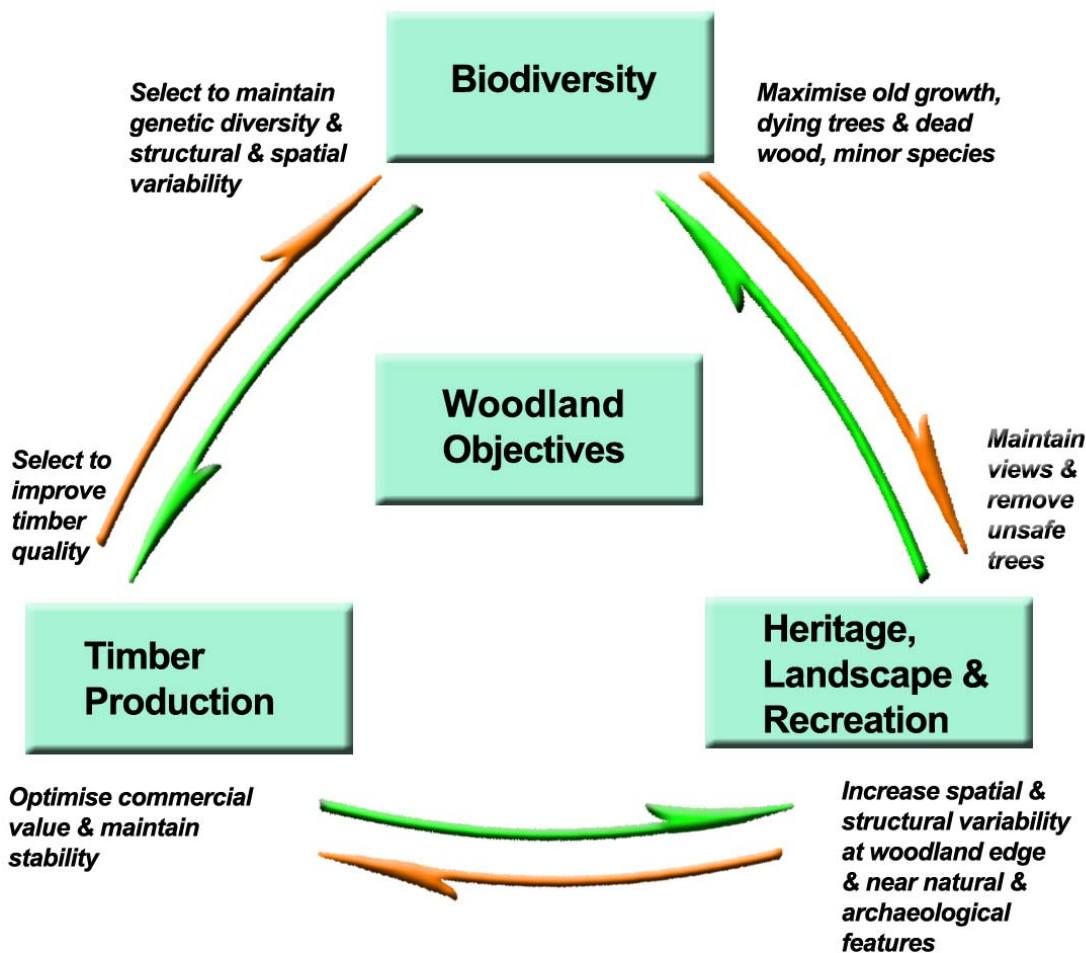 Biodiversity
Select to maintain
genetic diversity &
structural & spatial
variability
Maximise old growth,
dying trees & dead
wood, minor species
Woodland
Objectives
Select to
improve
timber
quality
Maintain
views &
remove
unsafe
trees
Timber
Production
Heritage,
Landscape &
Recreation
Optimise commercial
value & maintain
stability
Increase spatial &
structural variability
at woodland edge
& near natural &
archaeological
features